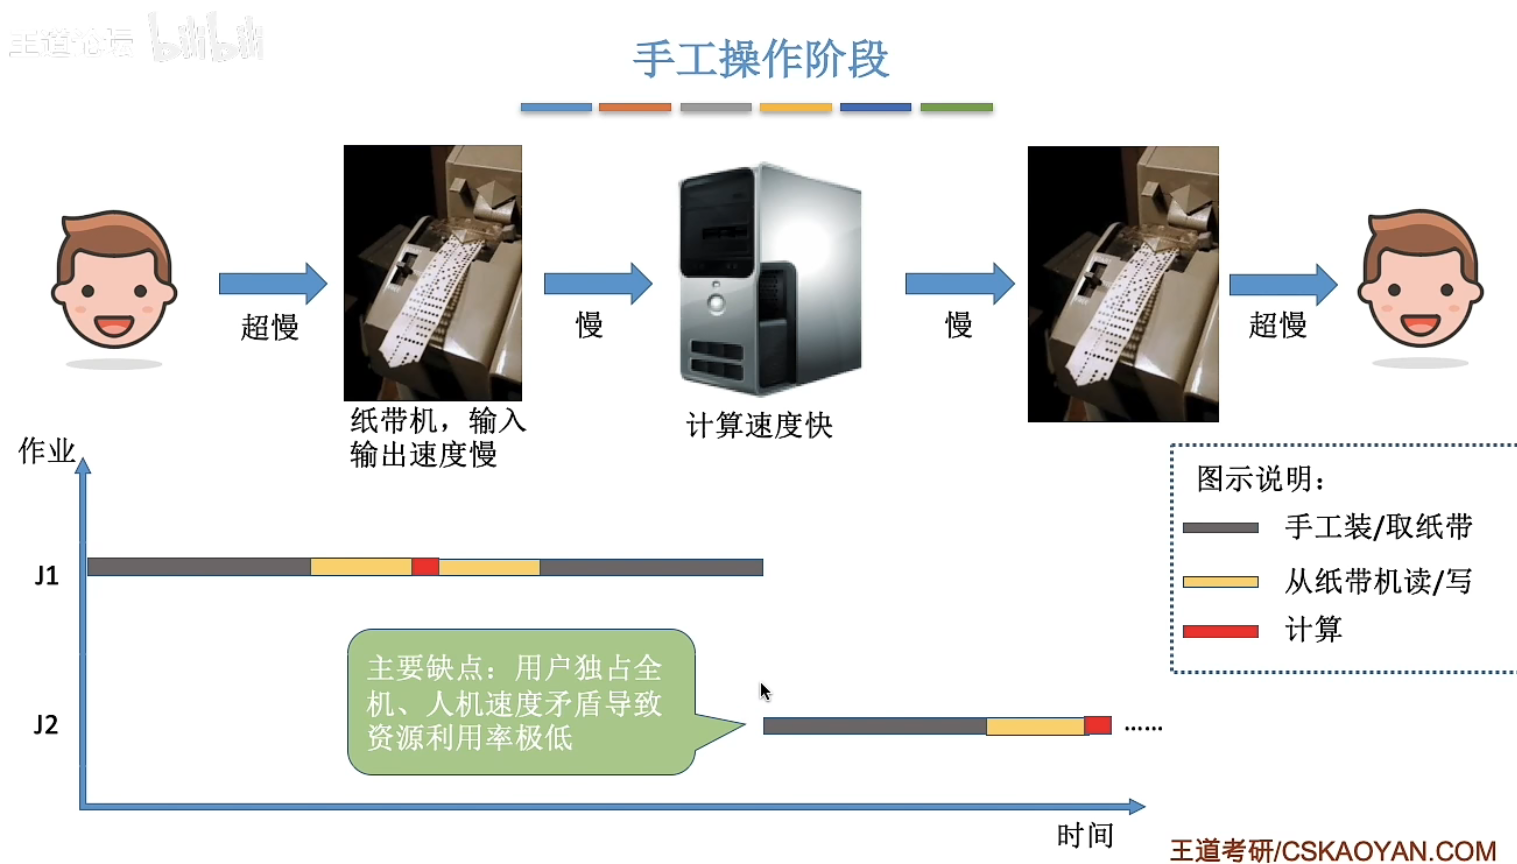 王道论坛 bilibili
手工操作阶段
超慢
慢
慢
超慢
纸带机，输入
输出速度慢
计算速度快
作业
图示说明：
手工装/取纸带
从纸带机读/写
计算
J1
主要缺点：用户独占全
机、人机速度矛盾导致
资源利用率极低
J2
……
时间
王道考研/CSKAOYAN.COM